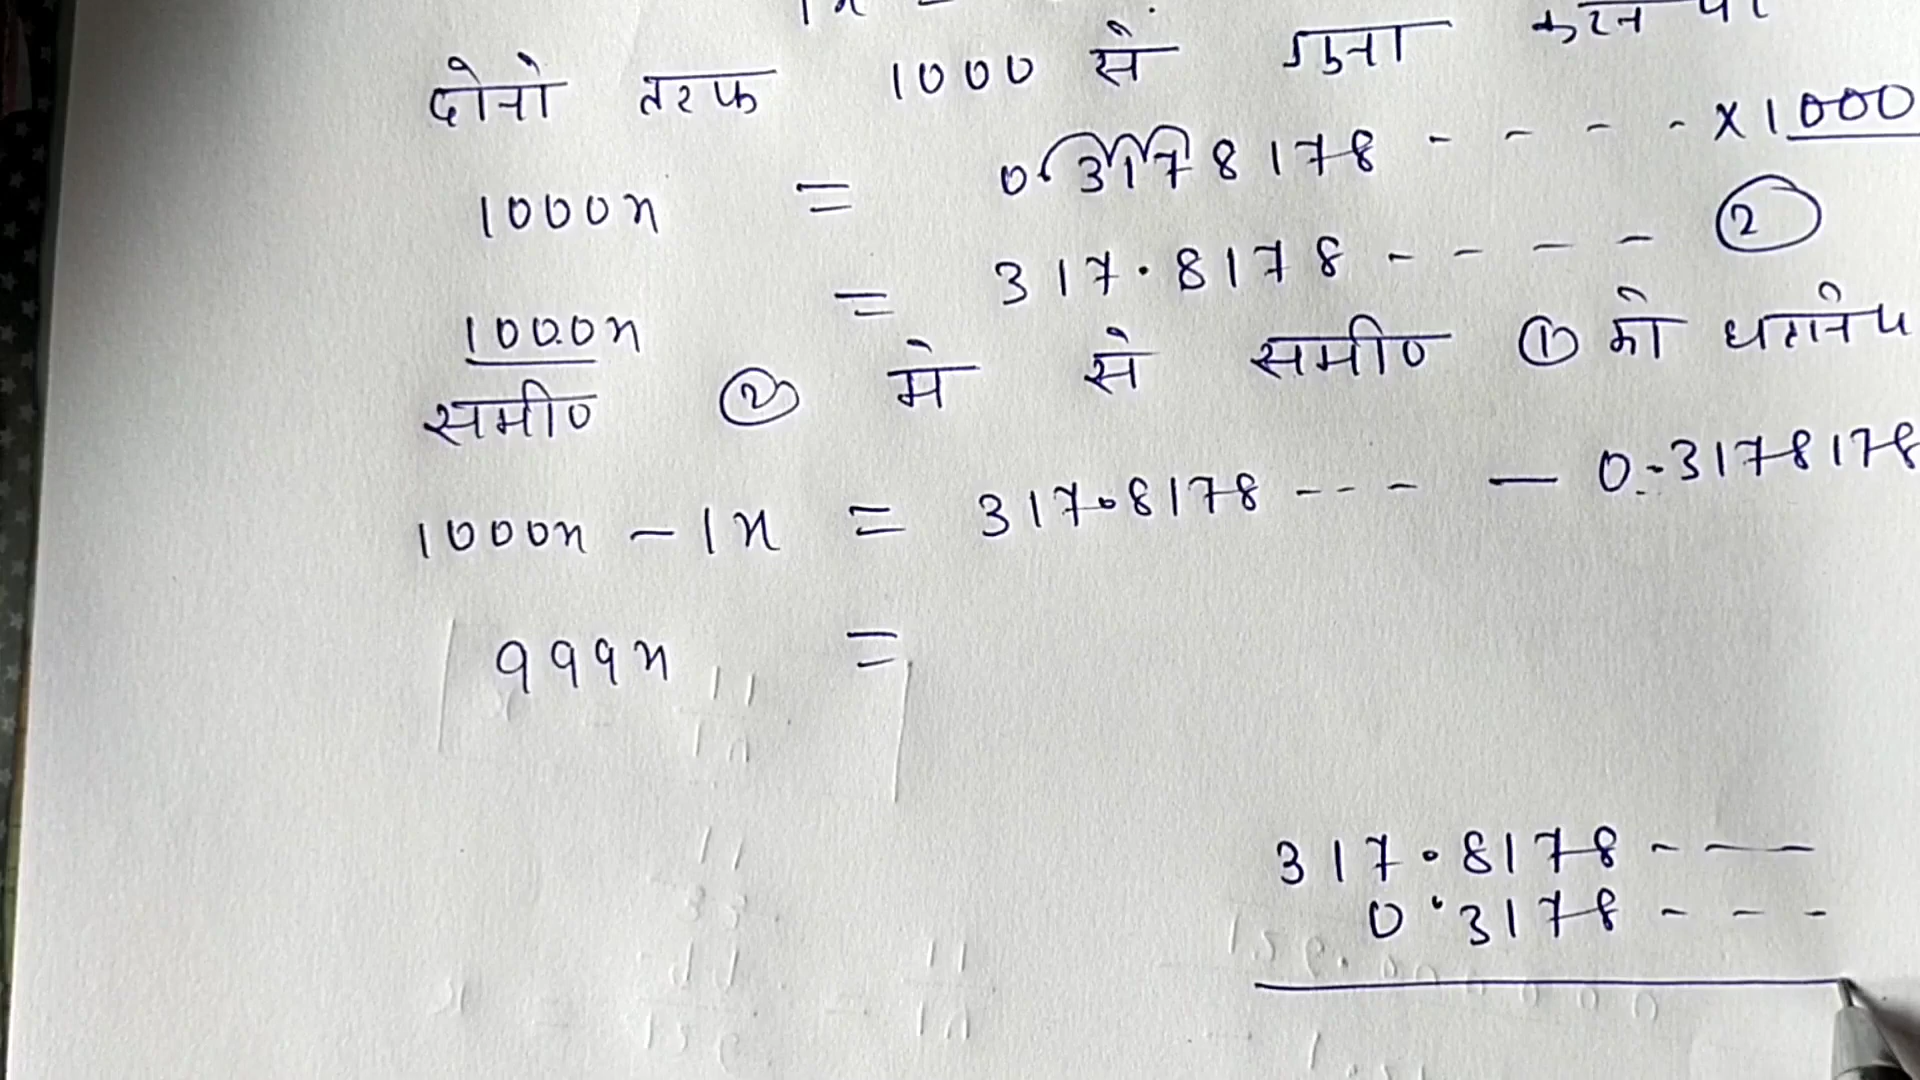 दोनो तरफ 1000 से गुना करने पर
1000x = 0.3178178 - - - - x 1000
1000x = 317.8178 - - - - ②
समी० ② मे से समी० ① को घटाने प
1000x - 1x = 317.8178 - - - - 0.3178178
999x =
317.8178 - - -
0.3178 - - -